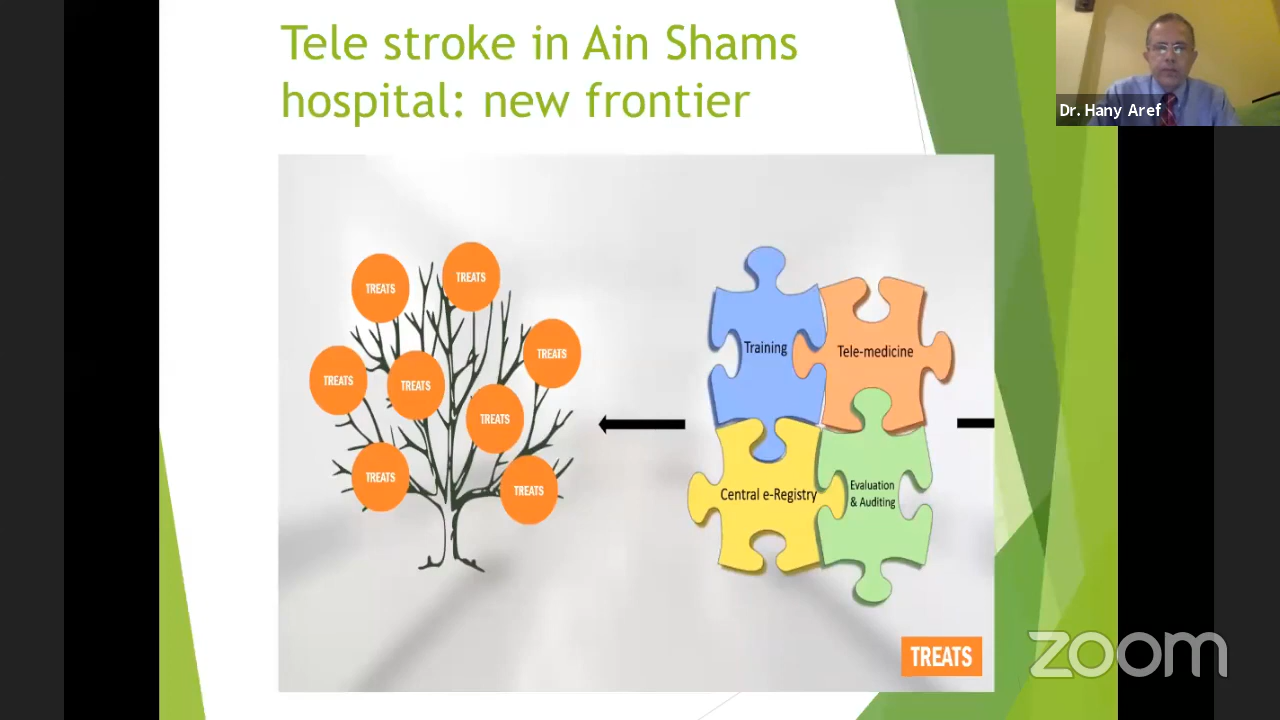 Tele stroke in Ain Shams
hospital: new frontier
Dr. Hany Aref
TREATS
TREATS
TREATS
TREATS
TREATS
TREATS
TREATS
TREATS
Training
Tele-medicine
Central e-Registry
Evaluation
& Auditing
TREATS
zoom